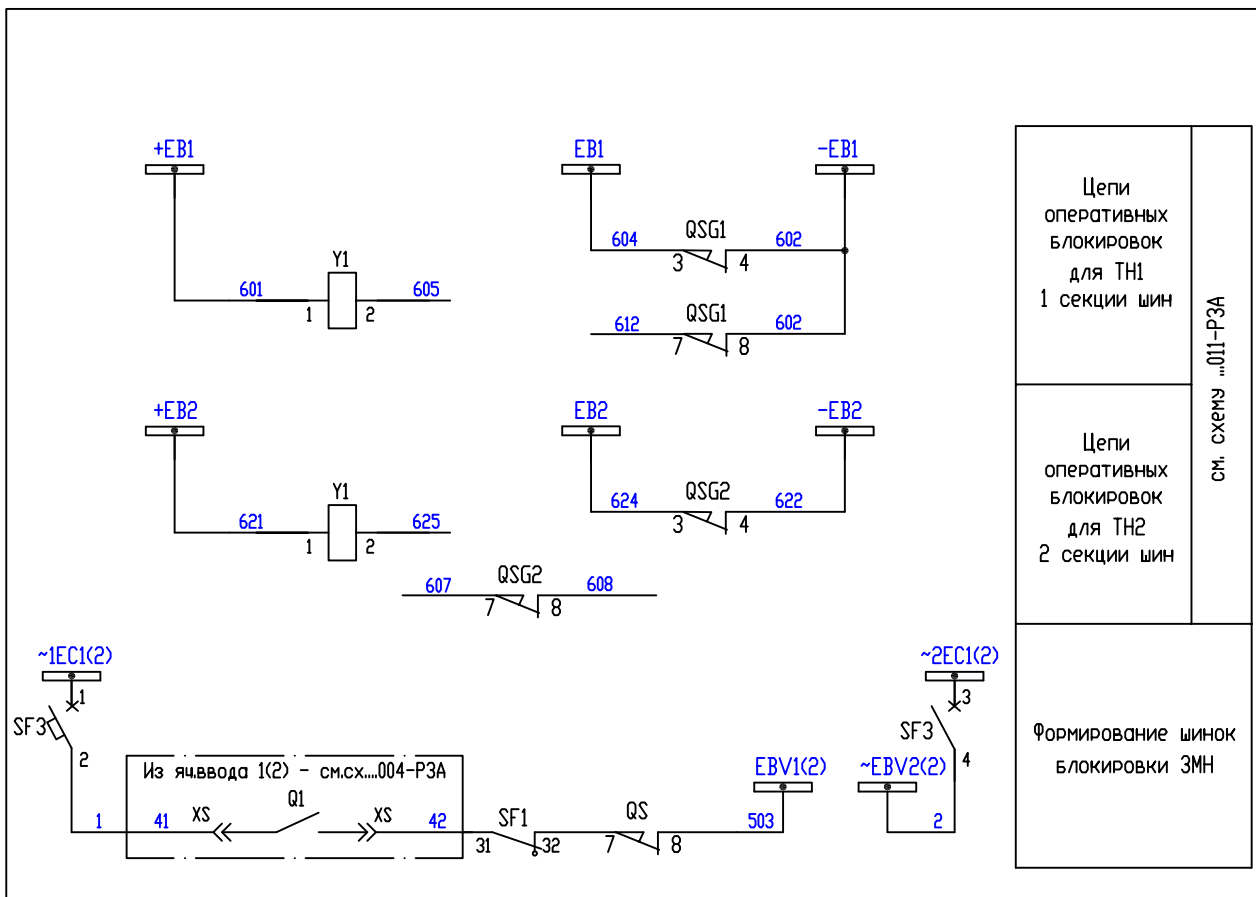 +EB1
EB1
-EB1
604
QSG1
602
3
4
Y1
601
605
1
2
612
QSG1
602
7
8
Цепи
оперативных
блокировок
для ТН1
1 секции шин
см. схему ...011-РЗА
+EB2
EB2
-EB2
624
QSG2
622
3
4
Y1
621
625
1
2
607
QSG2
608
7
8
Цепи
оперативных
блокировок
для ТН2
2 секции шин
~1EC1(2)
1
SF3
2
Из яч.ввода 1(2) - см.сх....004-РЗА
1
41
XS
Q1
XS
42
31
SF1
32
QS
7
8
503
EBV1(2)
~EBV2(2)
~2EC1(2)
3
SF3
4
2
Формирование шинок
блокировки ЗМН